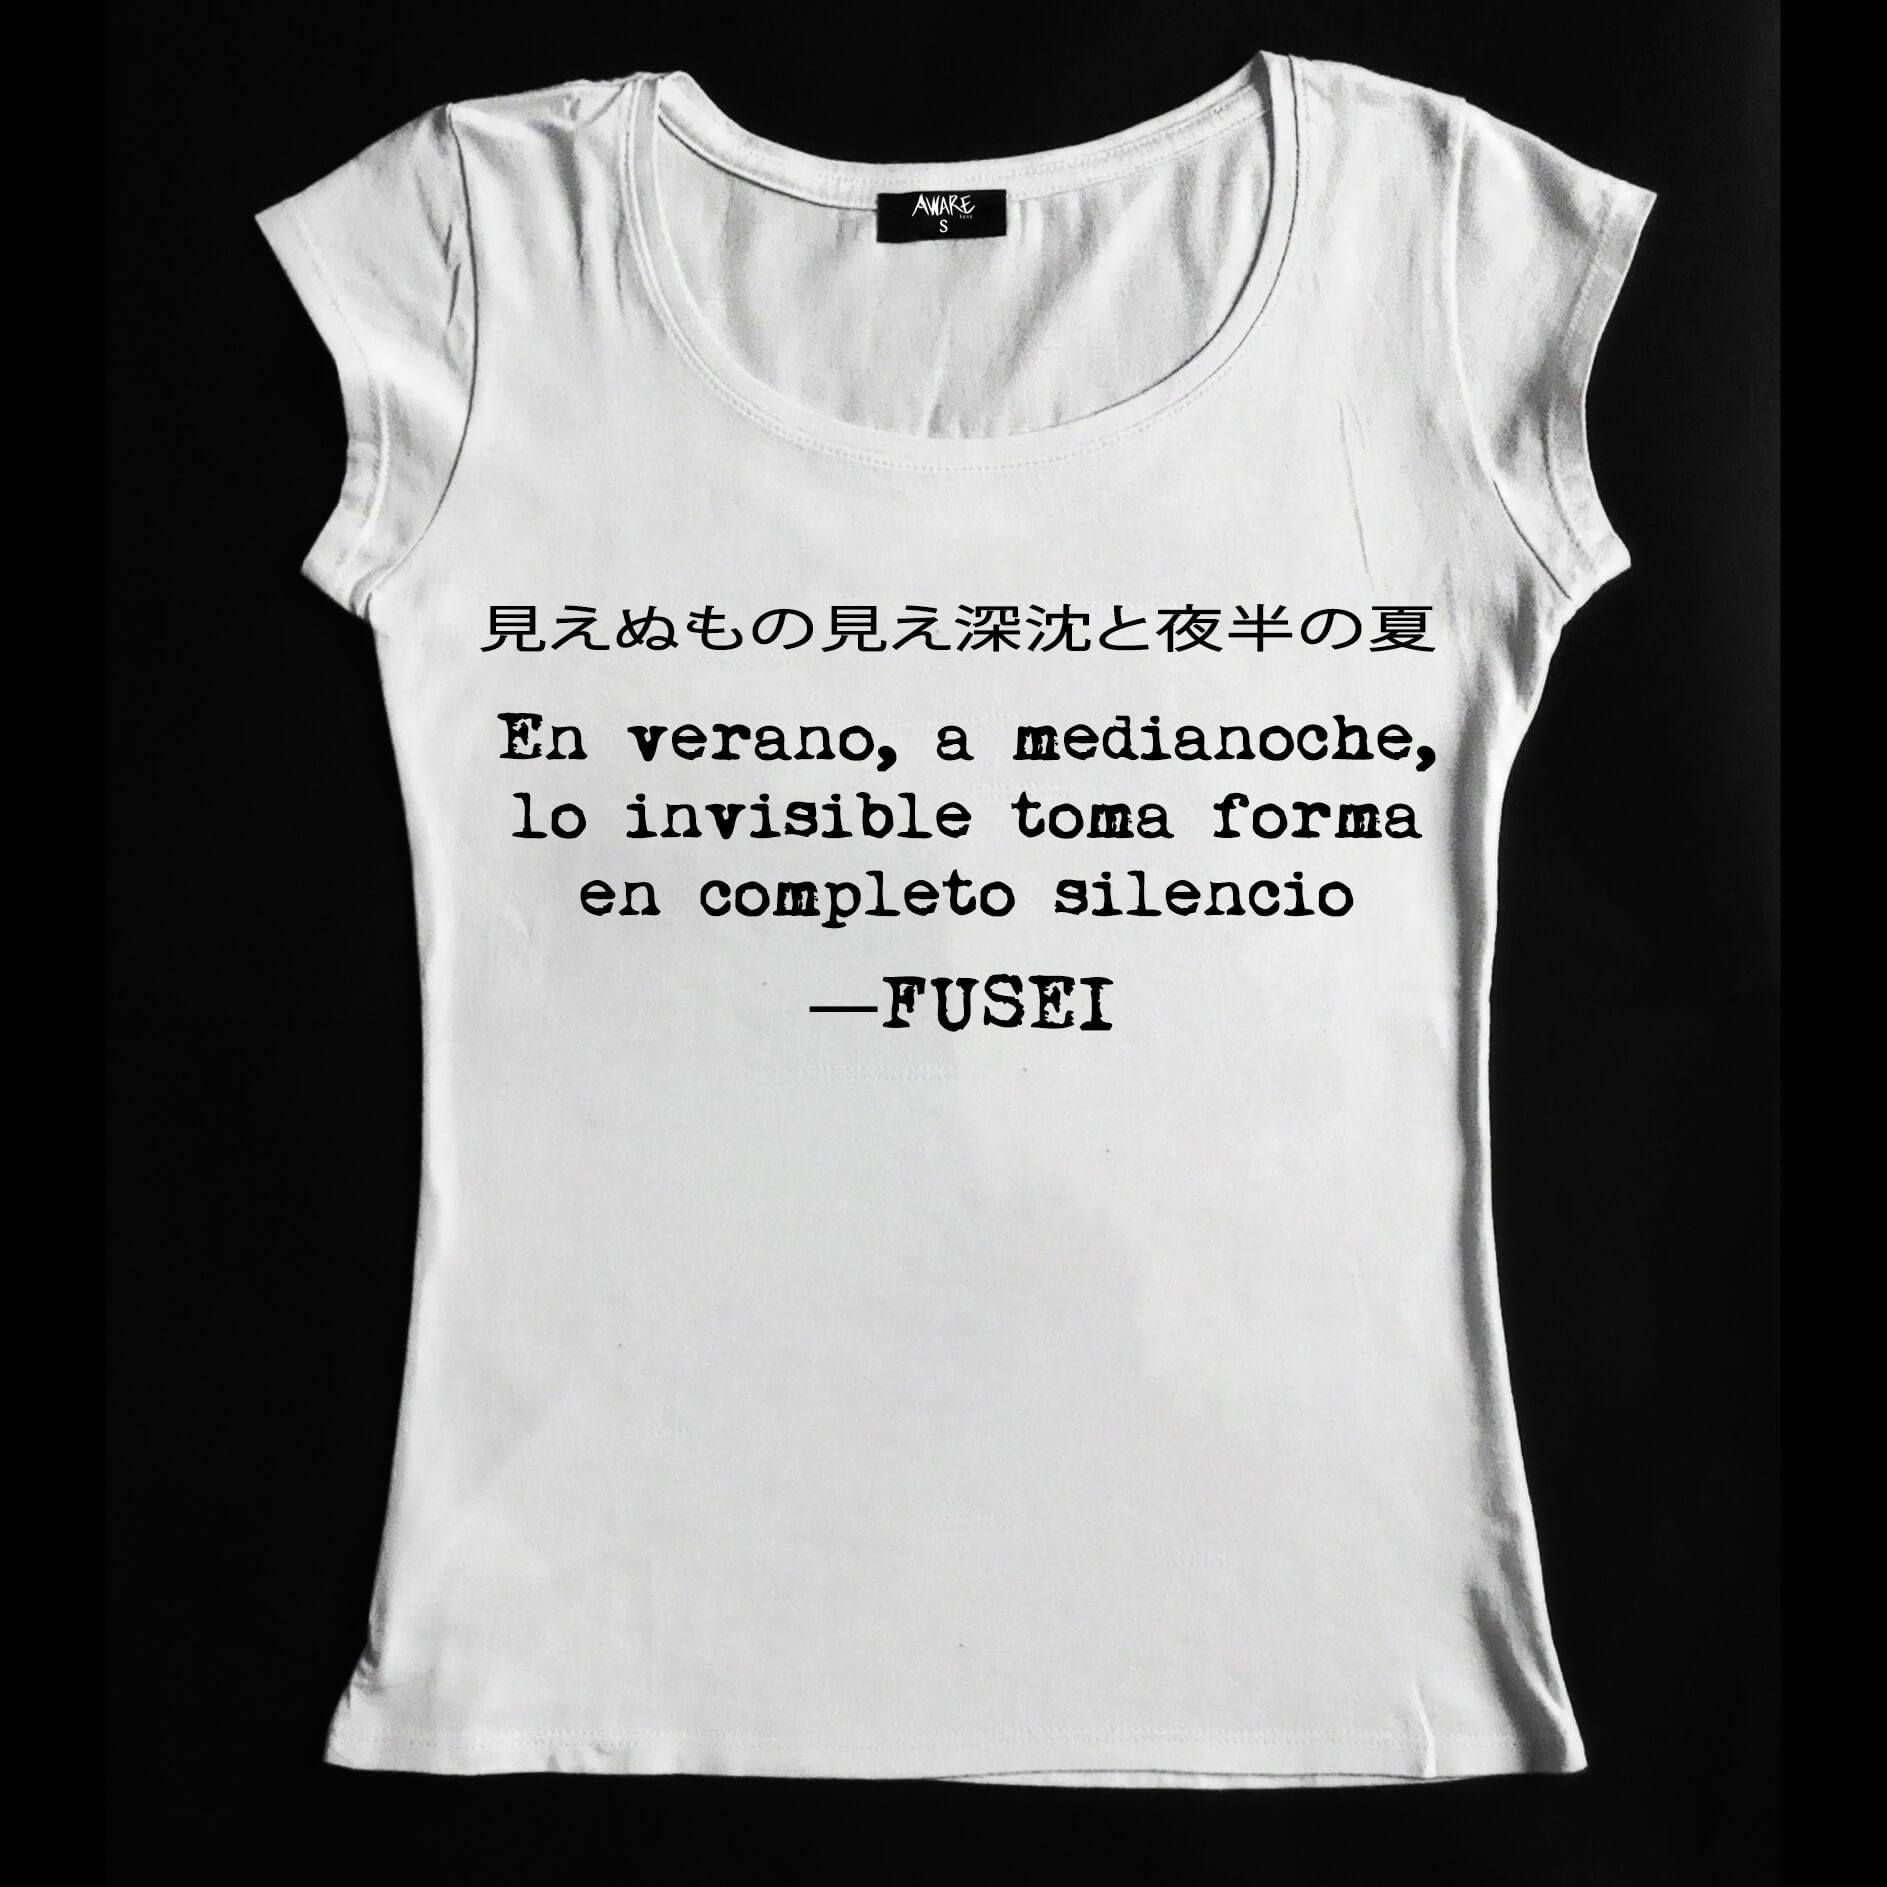 AWARE
S
見えぬもの見え深沈と夜半の夏
En verano, a medianoche,
lo invisible toma forma
en completo silencio
—FUSEI